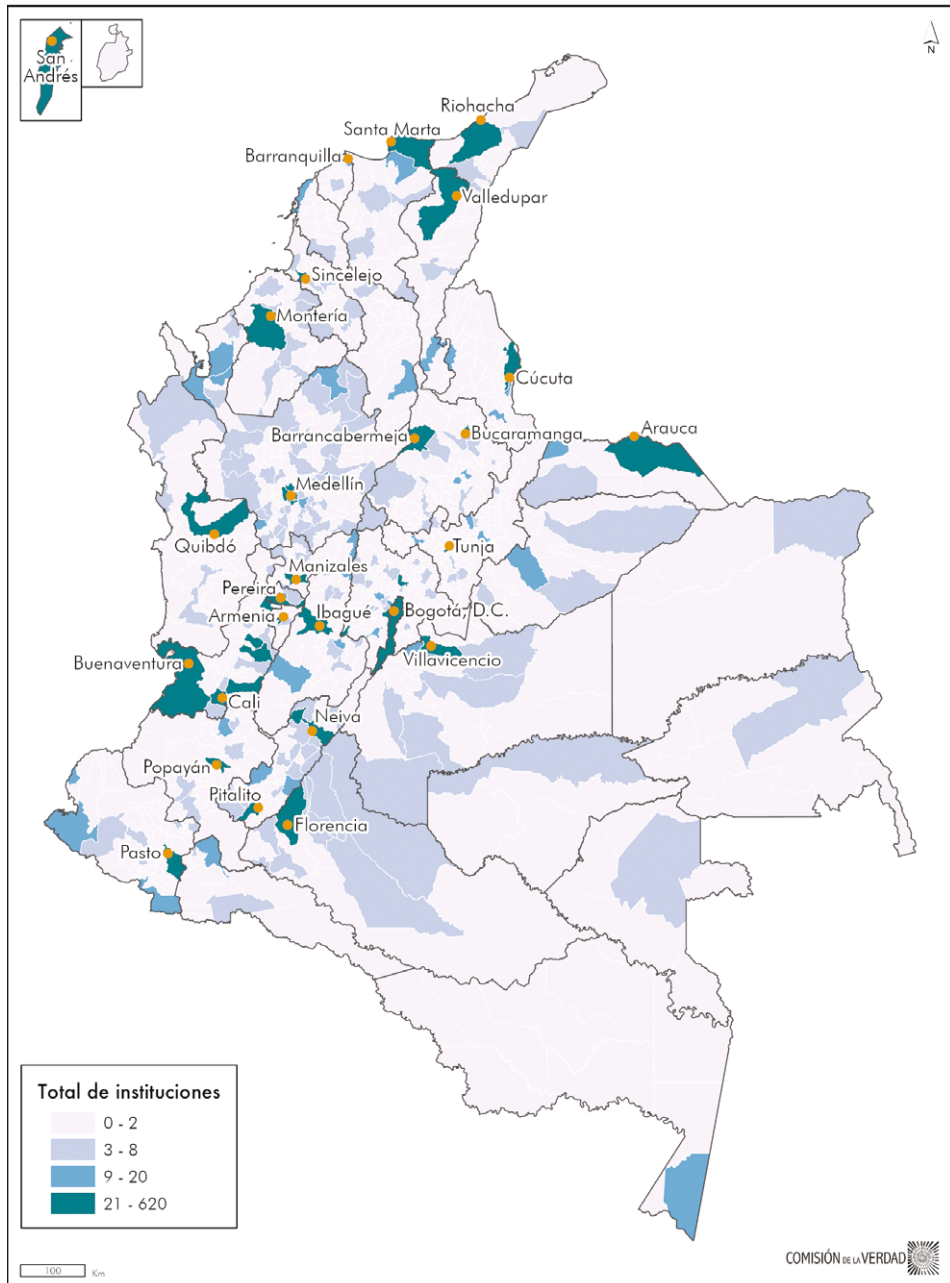 San
Andrés
N
Riohacha
Santa Marta
Barranquilla
Valledupar
Sincelejo
Montería
Cúcuta
Arauca
Barrancabermeja
Bucaramanga
Medellín
Quibdó
Tunja
Manizales
Pereira
Ibagué
Bogotá, D.C.
Armenia
Villavicencio
Buenaventura
Cali
Neiva
Popayán
Pitalito
Florencia
Pasto
Total de instituciones
0 - 2
3 - 8
9 - 20
21 - 620
COMISIÓN DE LA VERDAD
100 Km